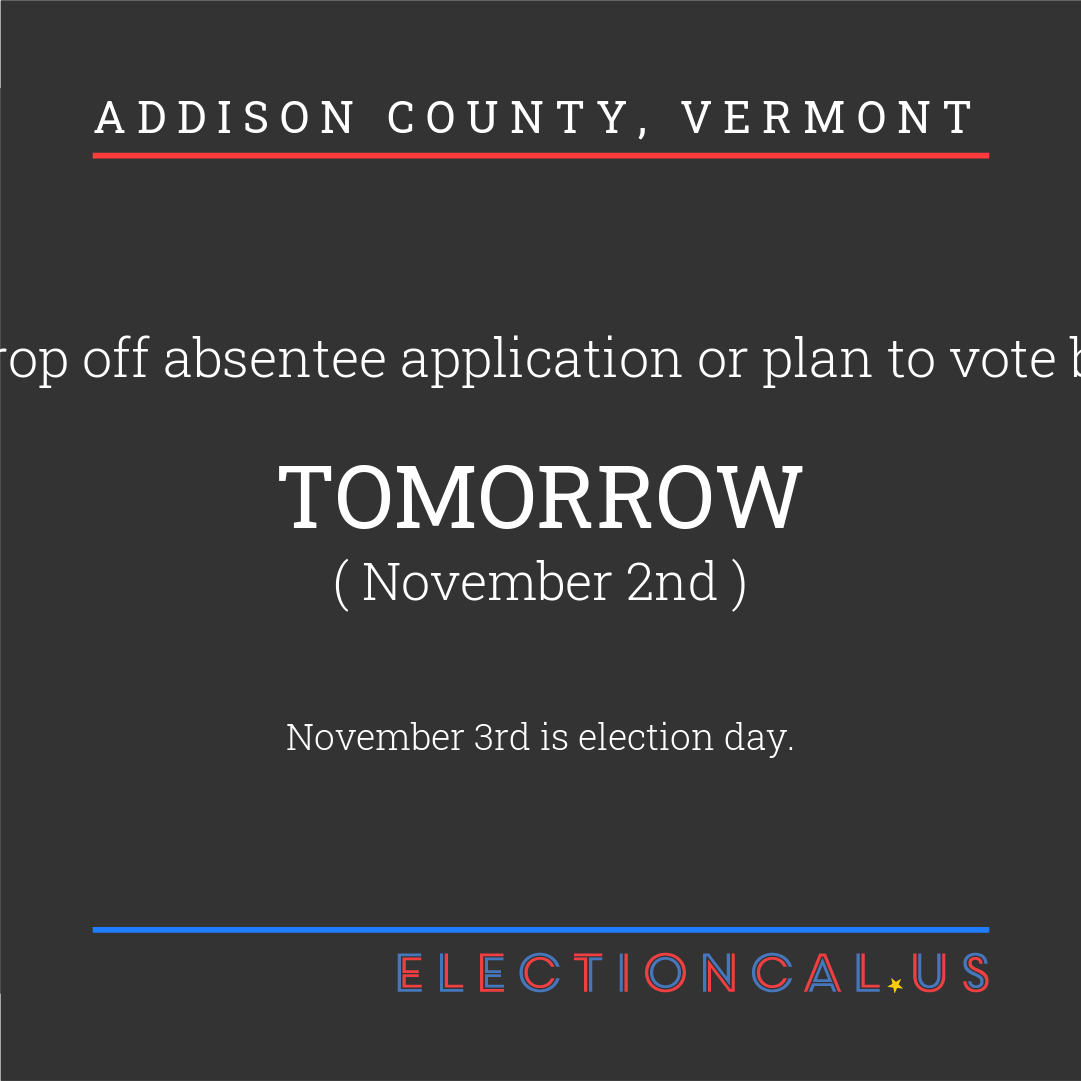 ADDISON COUNTY, VERMONT
rop off absentee application or plan to vote b
TOMORROW
( November 2nd )
November 3rd is election day.
ELECTIONCAL.US